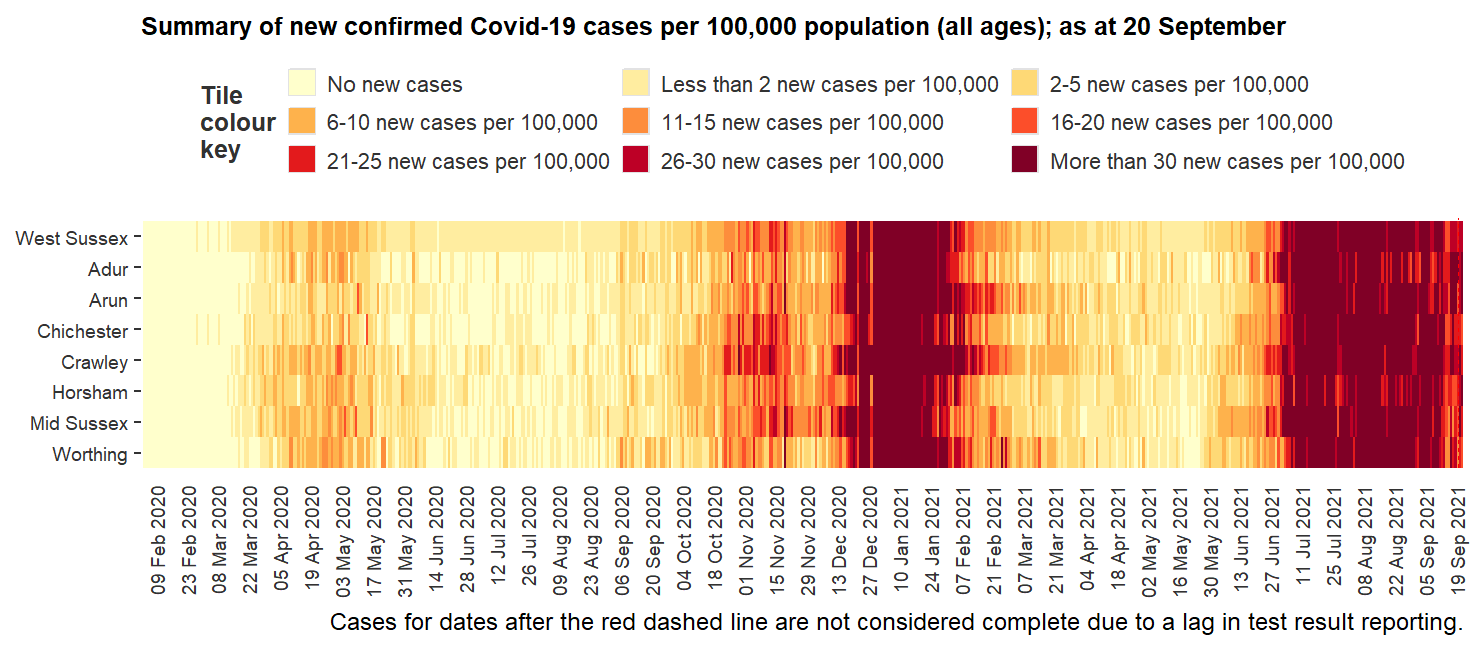 Summary of new confirmed Covid-19 cases per 100,000 population (all ages); as at 20 September
Tile
colour
key
No new cases
Less than 2 new cases per 100,000
2-5 new cases per 100,000
6-10 new cases per 100,000
11-15 new cases per 100,000
16-20 new cases per 100,000
21-25 new cases per 100,000
26-30 new cases per 100,000
More than 30 new cases per 100,000
West Sussex
Adur
Arun
Chichester
Crawley
Horsham
Mid Sussex
Worthing
09 Feb 2020
23 Feb 2020
08 Mar 2020
22 Mar 2020
05 Apr 2020
19 Apr 2020
03 May 2020
17 May 2020
31 May 2020
14 Jun 2020
28 Jun 2020
12 Jul 2020
26 Jul 2020
09 Aug 2020
23 Aug 2020
06 Sep 2020
20 Sep 2020
04 Oct 2020
18 Oct 2020
01 Nov 2020
15 Nov 2020
29 Nov 2020
13 Dec 2020
27 Dec 2020
10 Jan 2021
24 Jan 2021
07 Feb 2021
21 Feb 2021
07 Mar 2021
21 Mar 2021
04 Apr 2021
18 Apr 2021
02 May 2021
16 May 2021
30 May 2021
13 Jun 2021
27 Jun 2021
11 Jul 2021
25 Jul 2021
08 Aug 2021
22 Aug 2021
05 Sep 2021
19 Sep 2021
Cases for dates after the red dashed line are not considered complete due to a lag in test result reporting.